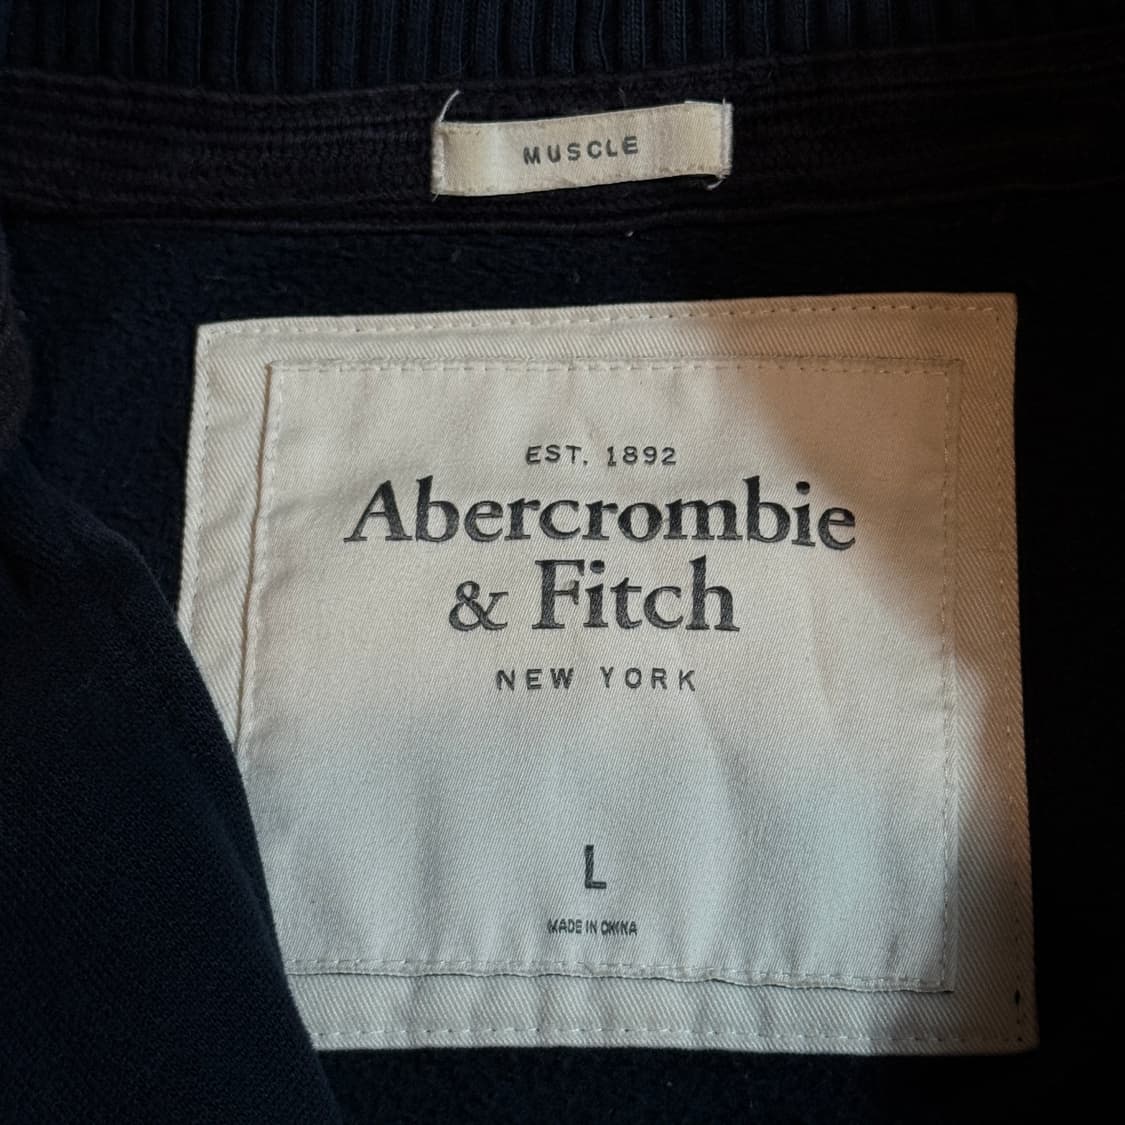 MUSCLE
EST. 1892
Abercrombie
& Fitch
NEW YORK
L
MADE IN CHINA